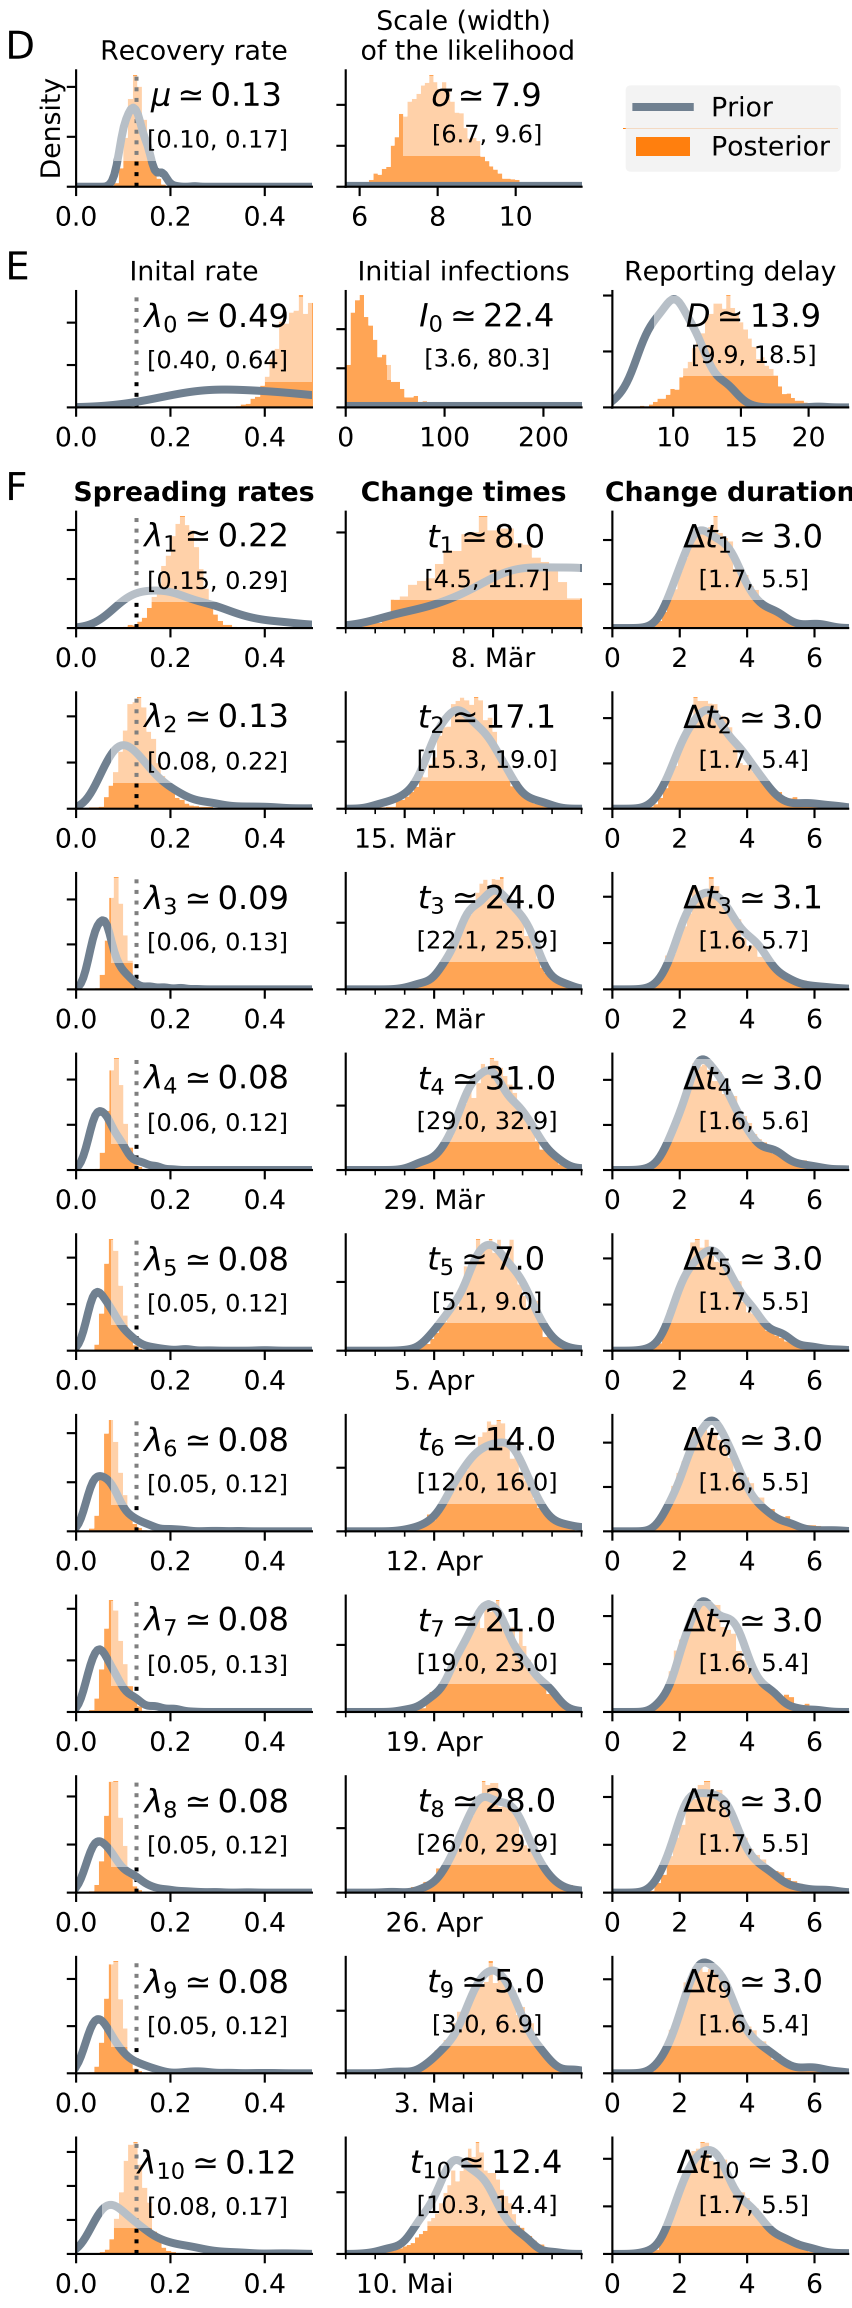 D
Recovery rate
Scale (width)
of the likelihood
Density
μ ≃ 0.13
[0.10, 0.17]
σ ≃ 7.9
[6.7, 9.6]
Prior
Posterior
0.0 0.2 0.4
6 8 10
E
Inital rate
Initial infections
Reporting delay
λ0 ≃ 0.49
[0.40, 0.64]
I0 ≃ 22.4
[3.6, 80.3]
D ≃ 13.9
[9.9, 18.5]
0.0 0.2 0.4
0 100 200
10 15 20
F
Spreading rates
Change times
Change duration
λ1 ≃ 0.22
[0.15, 0.29]
t1 ≃ 8.0
[4.5, 11.7]
Δt1 ≃ 3.0
[1.7, 5.5]
0.0 0.2 0.4
8. Mär
0 2 4 6
λ2 ≃ 0.13
[0.08, 0.22]
t2 ≃ 17.1
[15.3, 19.0]
Δt2 ≃ 3.0
[1.7, 5.4]
0.0 0.2 0.4
15. Mär
0 2 4 6
λ3 ≃ 0.09
[0.06, 0.13]
t3 ≃ 24.0
[22.1, 25.9]
Δt3 ≃ 3.1
[1.6, 5.7]
0.0 0.2 0.4
22. Mär
0 2 4 6
λ4 ≃ 0.08
[0.06, 0.12]
t4 ≃ 31.0
[29.0, 32.9]
Δt4 ≃ 3.0
[1.6, 5.6]
0.0 0.2 0.4
29. Mär
0 2 4 6
λ5 ≃ 0.08
[0.05, 0.12]
t5 ≃ 7.0
[5.1, 9.0]
Δt5 ≃ 3.0
[1.7, 5.5]
0.0 0.2 0.4
5. Apr
0 2 4 6
λ6 ≃ 0.08
[0.05, 0.12]
t6 ≃ 14.0
[12.0, 16.0]
Δt6 ≃ 3.0
[1.6, 5.5]
0.0 0.2 0.4
12. Apr
0 2 4 6
λ7 ≃ 0.08
[0.05, 0.13]
t7 ≃ 21.0
[19.0, 23.0]
Δt7 ≃ 3.0
[1.6, 5.4]
0.0 0.2 0.4
19. Apr
0 2 4 6
λ8 ≃ 0.08
[0.05, 0.12]
t8 ≃ 28.0
[26.0, 29.9]
Δt8 ≃ 3.0
[1.7, 5.5]
0.0 0.2 0.4
26. Apr
0 2 4 6
λ9 ≃ 0.08
[0.05, 0.12]
t9 ≃ 5.0
[3.0, 6.9]
Δt9 ≃ 3.0
[1.6, 5.4]
0.0 0.2 0.4
3. Mai
0 2 4 6
λ10 ≃ 0.12
[0.08, 0.17]
t10 ≃ 12.4
[10.3, 14.4]
Δt10 ≃ 3.0
[1.7, 5.5]
0.0 0.2 0.4
10. Mai
0 2 4 6